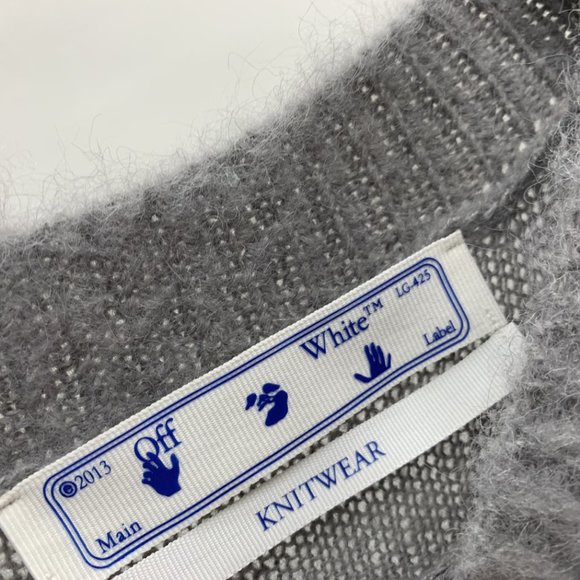 ©2013 Off White™ LG-425
Main Label
KNITWEAR